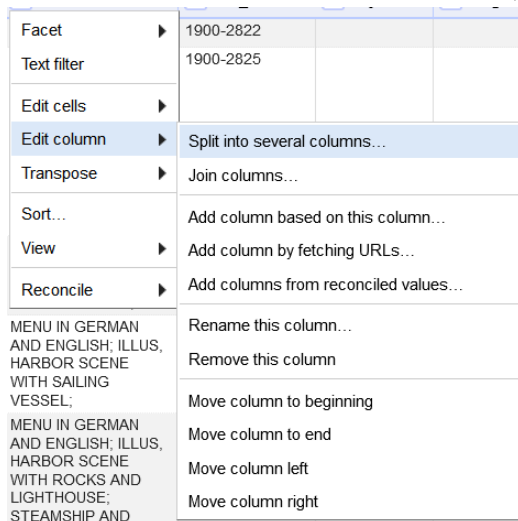 Facet
1900-2822
Text filter
1900-2825
Edit cells
Edit column
Split into several columns…
Transpose
Join columns…
Sort…
Add column based on this column…
View
Add column by fetching URLs…
Reconcile
Add columns from reconciled values…
MENU IN GERMAN
AND ENGLISH; ILLUS,
HARBOR SCENE
WITH SAILING
VESSEL;
Rename this column…
Remove this column
Move column to beginning
MENU IN GERMAN
AND ENGLISH; ILLUS,
HARBOR SCENE
WITH ROCKS AND
LIGHTHOUSE;
STEAMSHIP AND
Move column to end
Move column left
Move column right